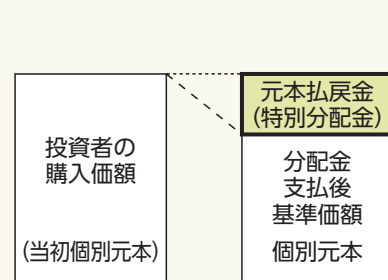 投資者の
購入価額
(当初個別元本)
元本払戻金
(特別分配金)
分配金
支払後
基準価額
個別元本